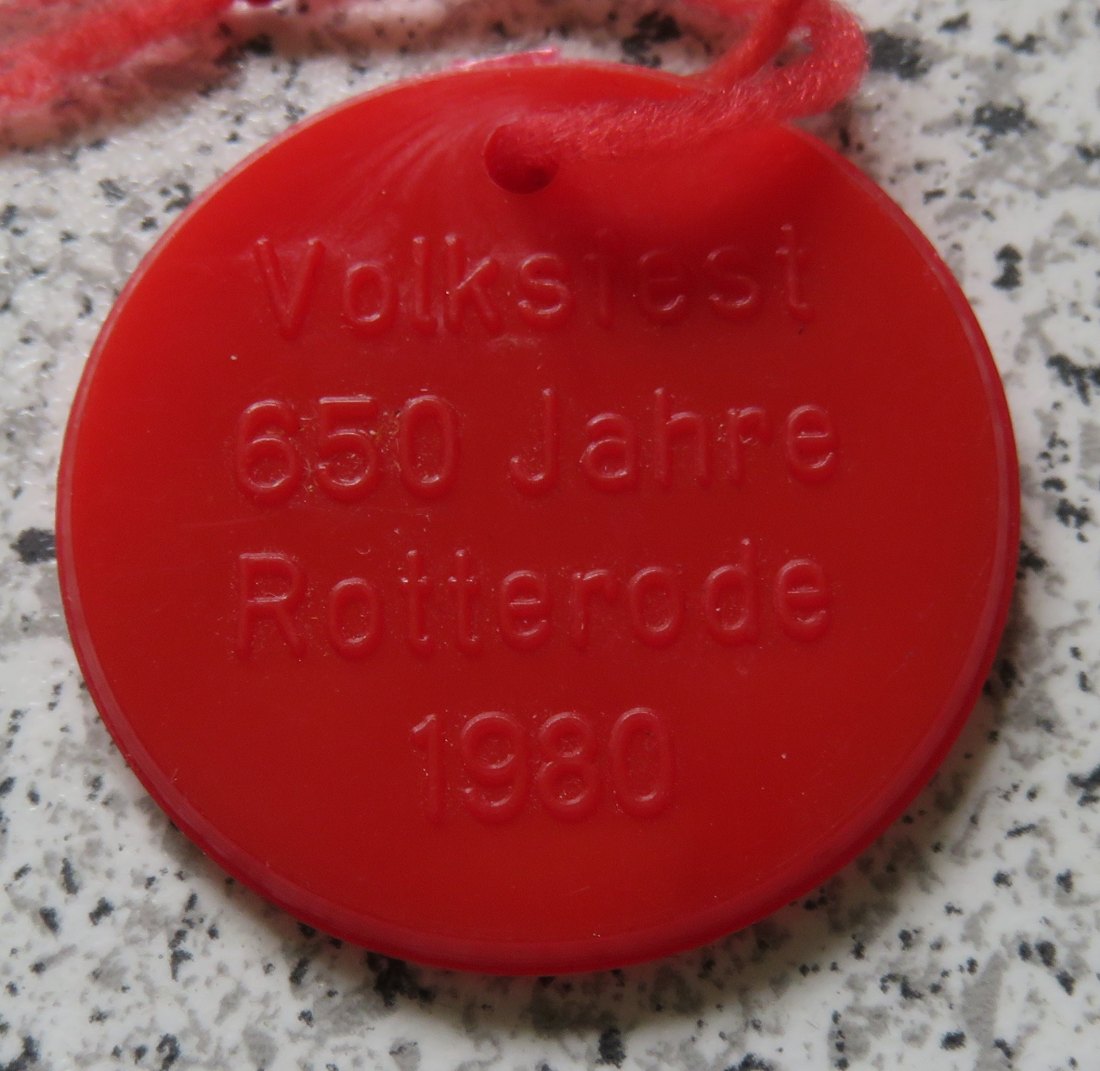 Volksfest
650 Jahre
Rotterode
1980